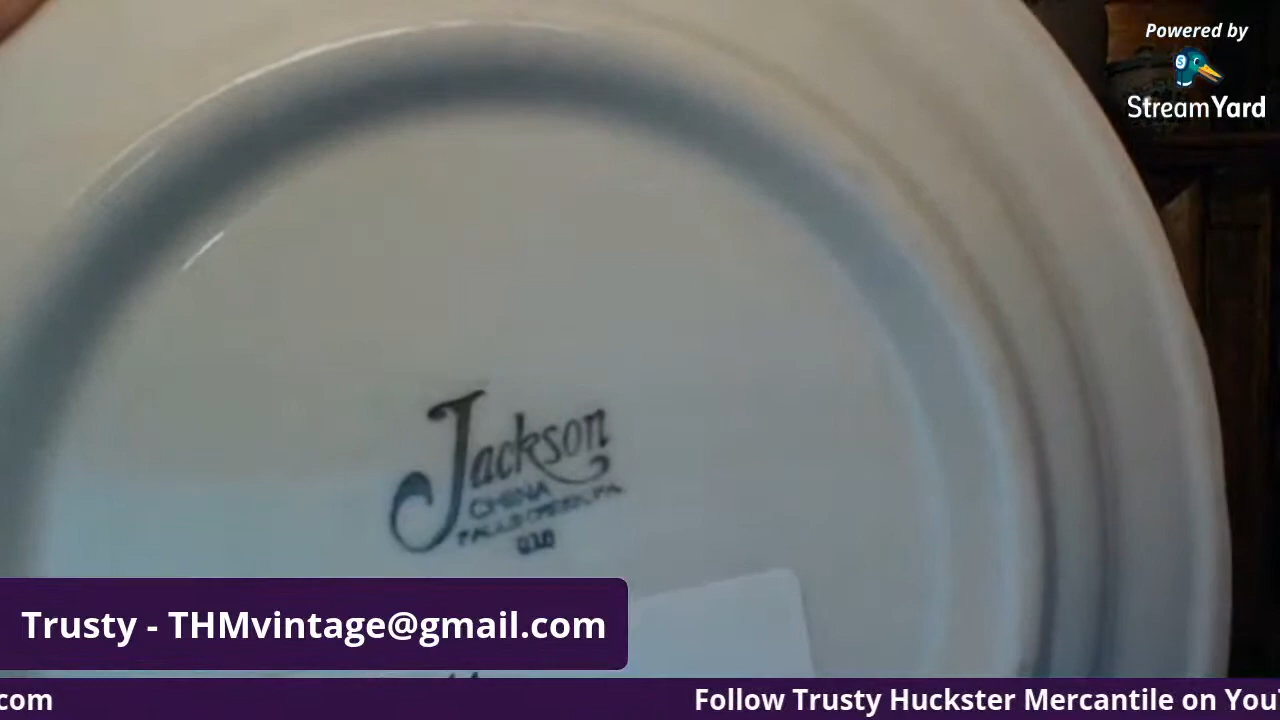 Powered by
StreamYard
Jackson
CHINA
FALLS CREEK, PA.
Trusty - THMvintage@gmail.com
com
Follow Trusty Huckster Mercantile on You